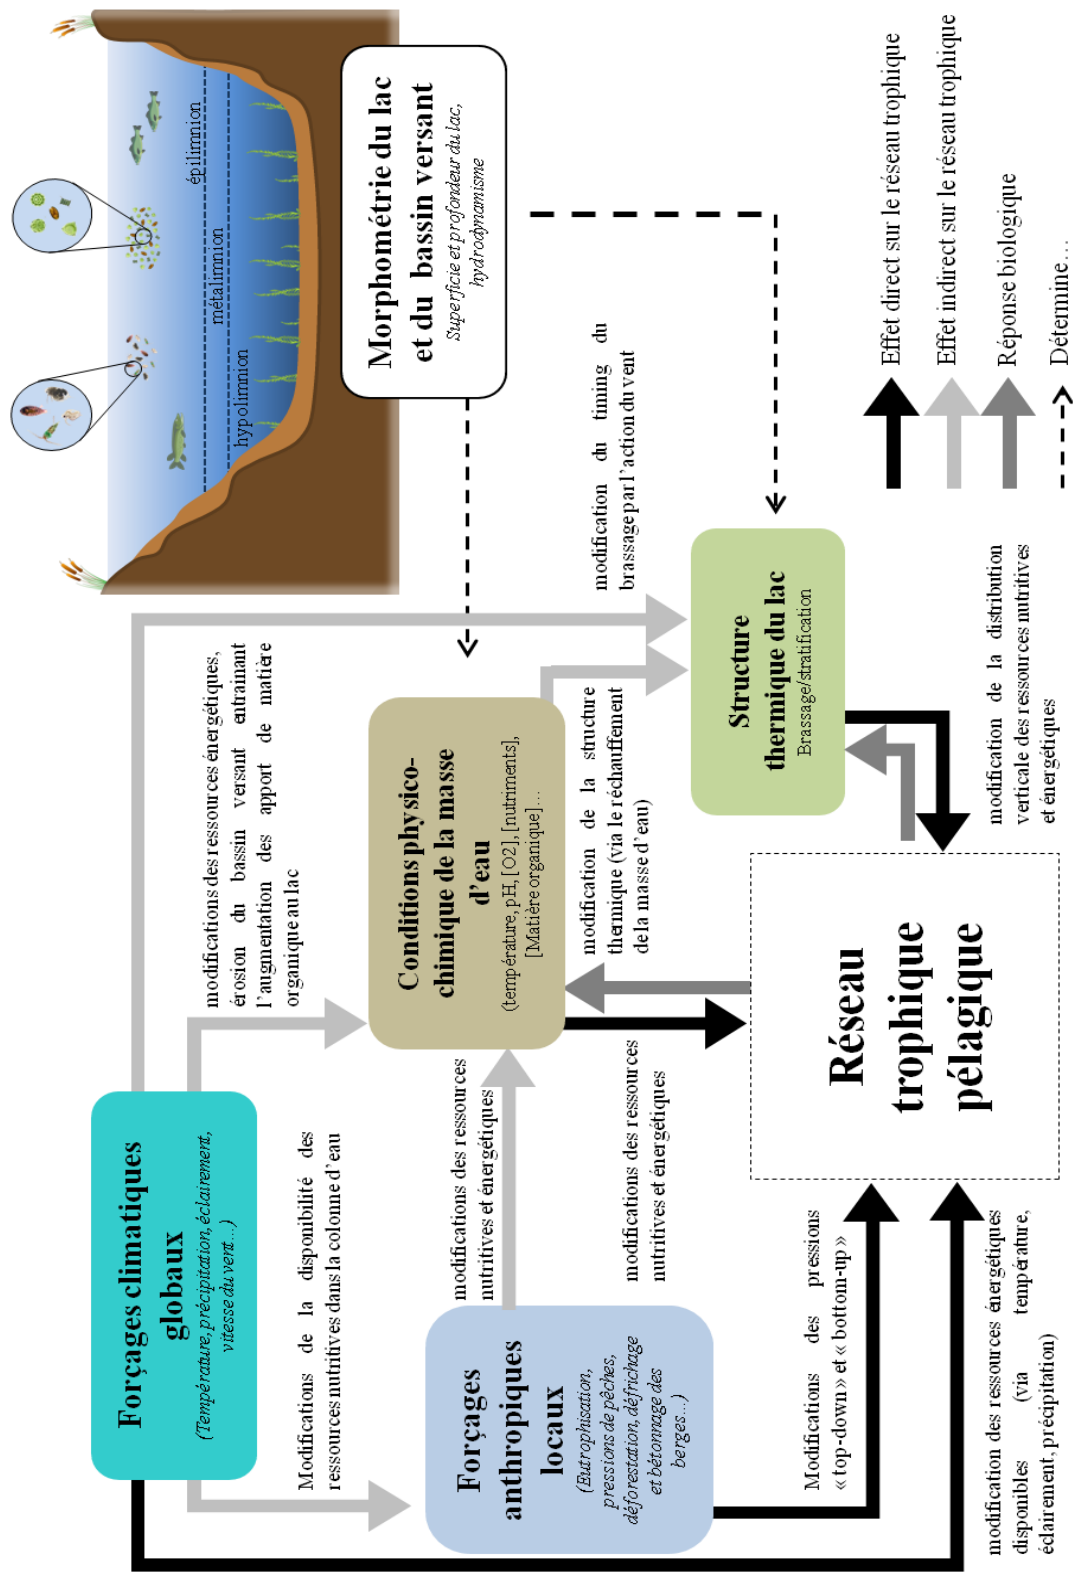 épilimnion
métalimnion
hypolimnion
Forçages climatiques
globaux
(Température, précipitation, éclairement,
vitesse du vent…)
modifications des ressources énergétiques,
érosion du bassin versant entrainant
l'augmentation des apport de matière
organique au lac
Morphométrie du lac
et du bassin versant
Superficie et profondeur du lac,
hydrodynamisme
Modifications de la disponibilité des
ressources nutritives dans la colonne d'eau
Forçages
anthropiques
locaux
(Eutrophisation,
pressions de pêches,
déforestation, défrichage
et bétonnage des
berges…)
modifications des ressources
nutritives et énergétiques
Conditions physico-
chimique de la masse
d'eau
(température, pH, [O2], [nutriments],
[Matière organique]…
modification du timing du
brassage par l'action du vent
modifications des ressources
nutritives et énergétiques
modification de la structure
thermique (via le réchauffement
de la masse d'eau)
Structure
thermique du lac
Brassage/stratification
Modifications des pressions
« top-down » et « bottom-up »
Réseau
trophique
pélagique
modification des ressources énergétiques
disponibles (via température,
éclairement, précipitation)
modification de la distribution
verticale des ressources nutritives
et énergétiques
Effet direct sur le réseau trophique
Effet indirect sur le réseau trophique
Réponse biologique
Détermine…